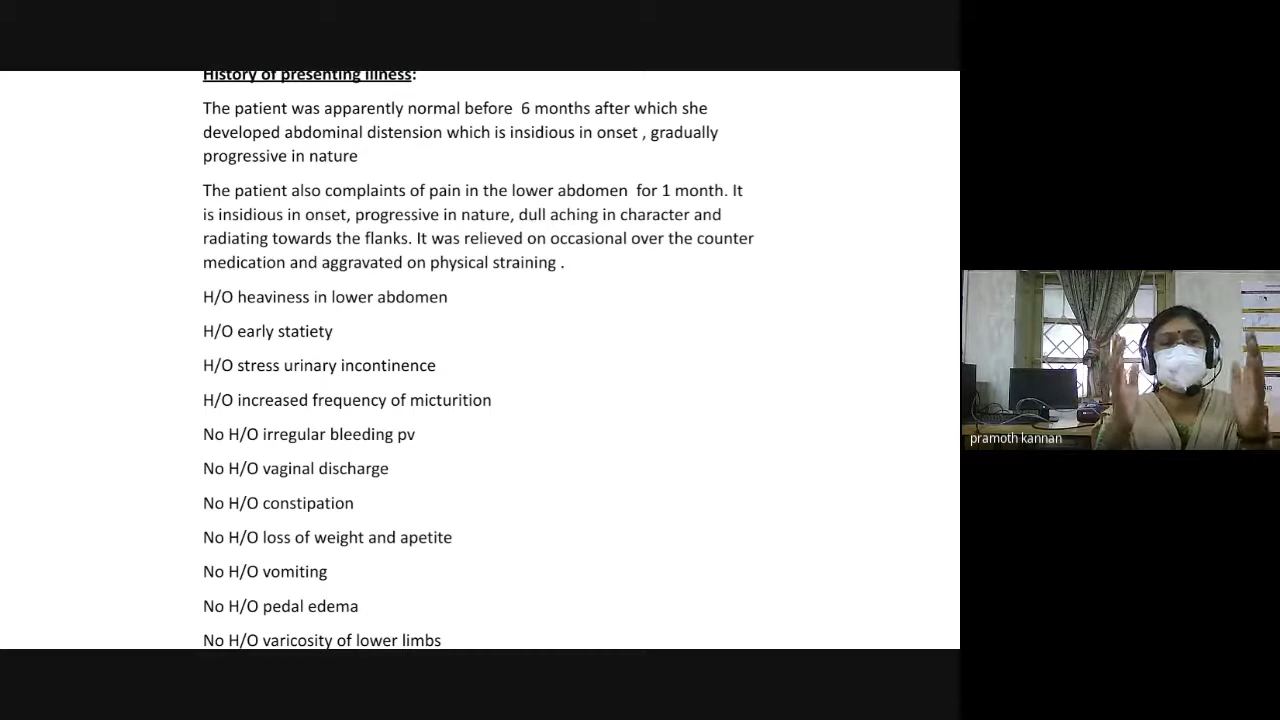 History of presenting illness:
The patient was apparently normal before  6 months after which she
developed abdominal distension which is insidious in onset , gradually
progressive in nature
The patient also complaints of pain in the lower abdomen  for 1 month. It
is insidious in onset, progressive in nature, dull aching in character and
radiating towards the flanks. It was relieved on occasional over the counter
medication and aggravated on physical straining .
H/O heaviness in lower abdomen
H/O early statiety
H/O stress urinary incontinence
H/O increased frequency of micturition
No H/O irregular bleeding pv
No H/O vaginal discharge
No H/O constipation
No H/O loss of weight and apetite
No H/O vomiting
No H/O pedal edema
No H/O varicosity of lower limbs
pramoth kannan